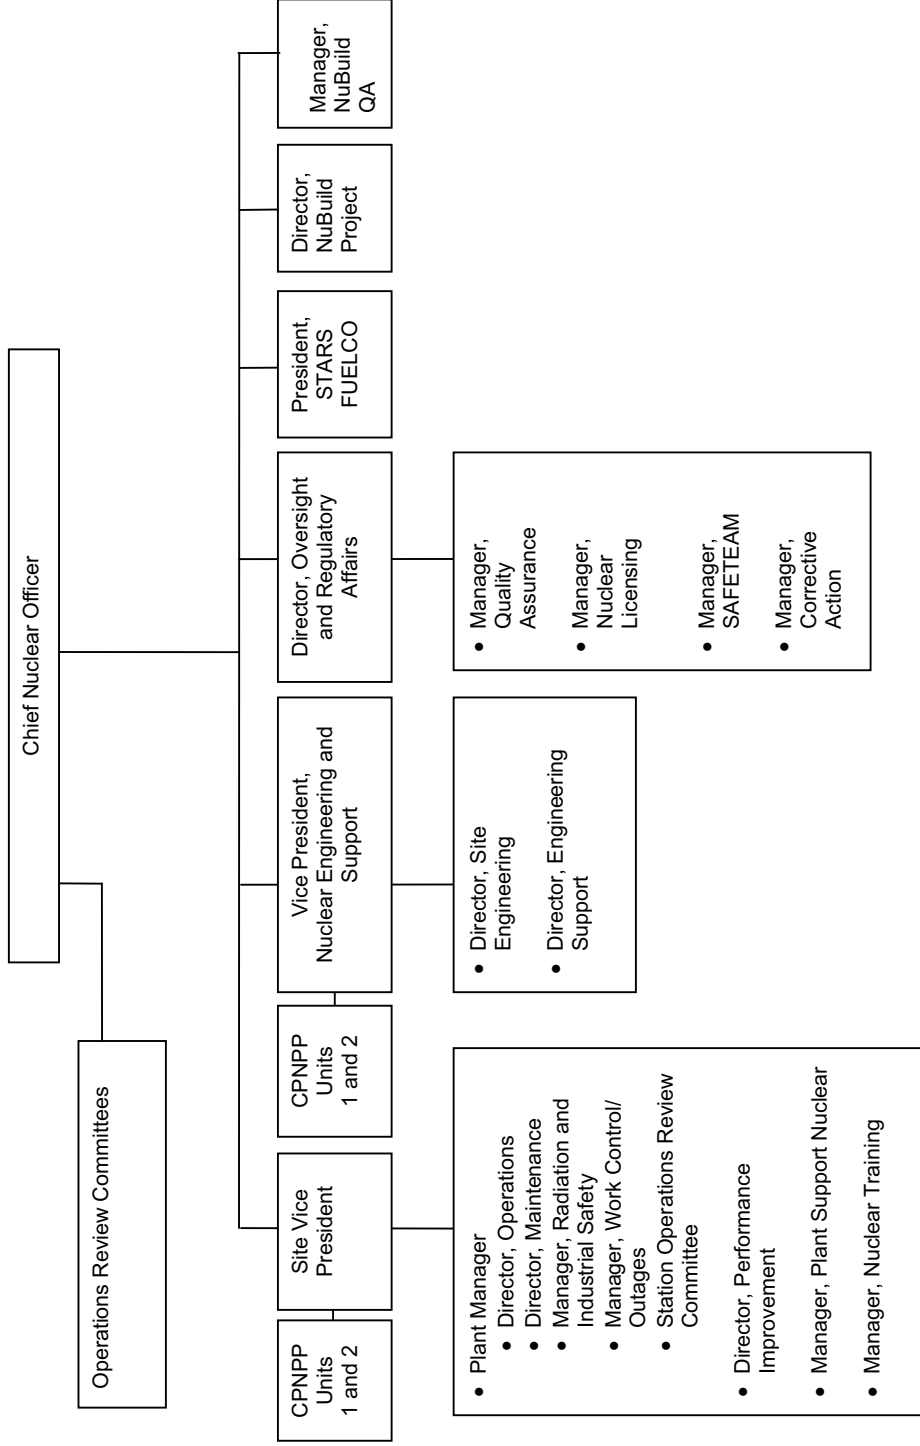 Chief Nuclear Officer
Operations Review Committees
CPNPP
Units
1 and 2
Site Vice
President
CPNPP
Units
1 and 2
Vice President,
Nuclear Engineering and
Support
Director, Oversight
and Regulatory
Affairs
President,
STARS
FUELCO
Director,
NuBuild
Project
Manager,
NuBuild
QA
• Plant Manager
• Director, Operations
• Director, Maintenance
• Manager, Radiation and
Industrial Safety
• Manager, Work Control/
Outages
• Station Operations Review
Committee
• Director, Performance
Improvement
• Manager, Plant Support Nuclear
• Manager, Nuclear Training
• Director, Site
Engineering
• Director, Engineering
Support
• Manager,
Quality
Assurance
• Manager,
Nuclear
Licensing
• Manager,
SAFETEAM
• Manager,
Corrective
Action